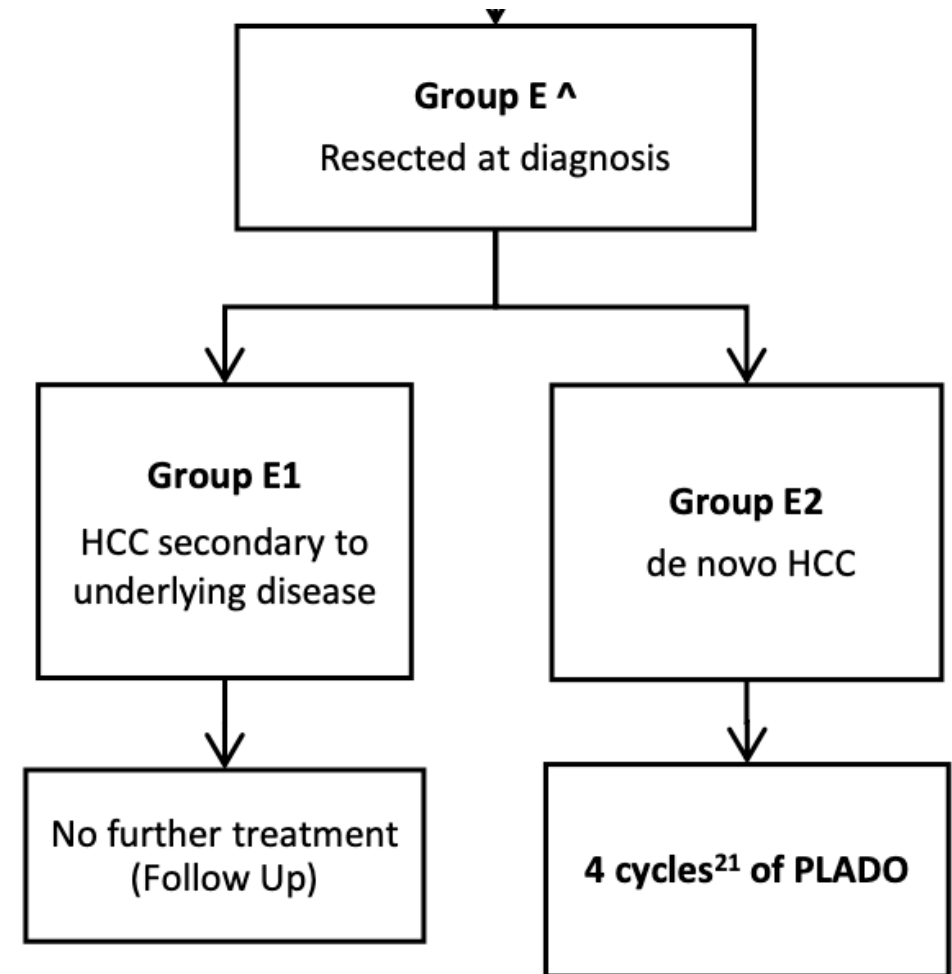 Group E ^
Resected at diagnosis
Group E1
HCC secondary to
underlying disease
Group E2
de novo HCC
No further treatment
(Follow Up)
4 cycles²¹ of PLADO